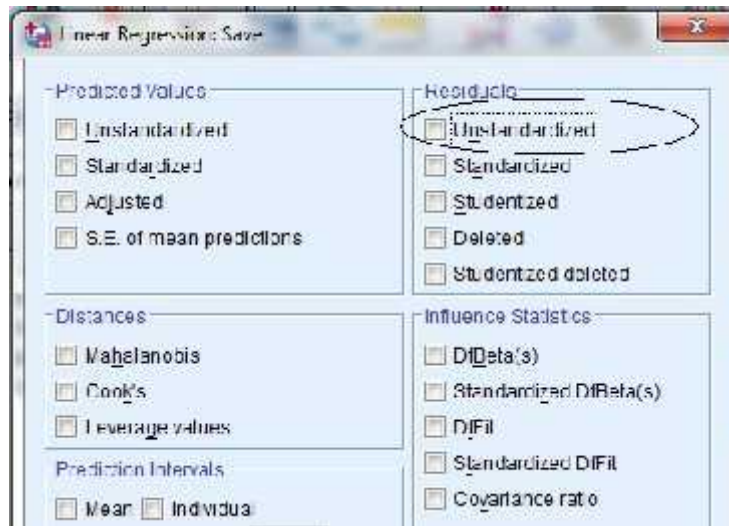 Linear Regression: Save
Predicted Values
Unstandardized
Standardized
Adjusted
S.E. of mean predictions
Residuals
Unstandardized
Standardized
Studentized
Deleted
Studentized deleted
Distances
Mahalanobis
Cook's
Leverage values
Influence Statistics
DfBeta(s)
Standardized DfBeta(s)
DfFit
Standardized DfFit
Covariance ratio
Prediction Intervals
Mean Individual